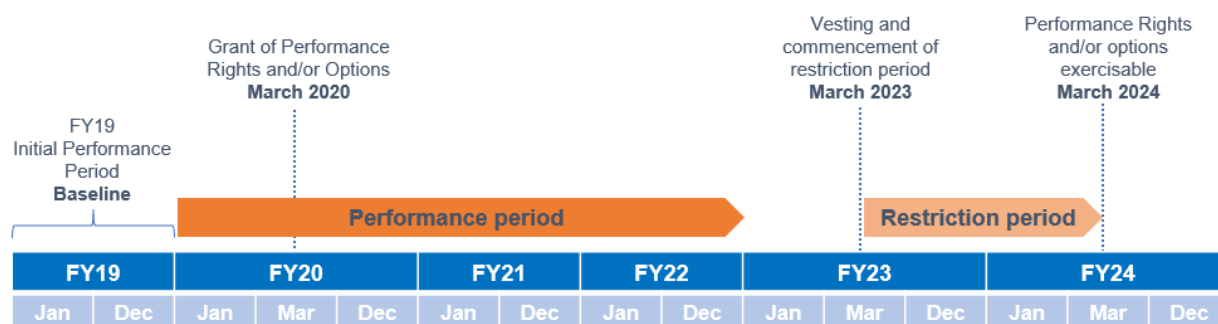 Grant of Performance
Rights and/or Options
March 2020
Vesting and
commencement of
restriction period
March 2023
Performance Rights
and/or options
exercisable
March 2024
FY19
Initial Performance
Period
Baseline
Performance period
Restriction period
FY19 FY20 FY21 FY22 FY23 FY24
Jan Dec Jan Mar Dec Jan Dec Jan Dec Jan Mar Dec Jan Mar Dec